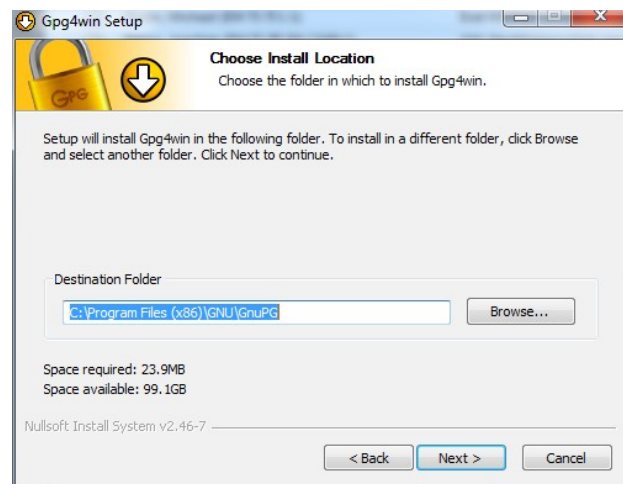 Gpg4win Setup
Choose Install Location
Choose the folder in which to install Gpg4win.
GPG
Setup will install Gpg4win in the following folder. To install in a different folder, click Browse
and select another folder. Click Next to continue.
Destination Folder
C:\Program Files (x86)\GNU\GnuPG
Browse...
Space required: 23.9MB
Space available: 99.1GB
Nullsoft Install System v2.46-7
< Back Next > Cancel